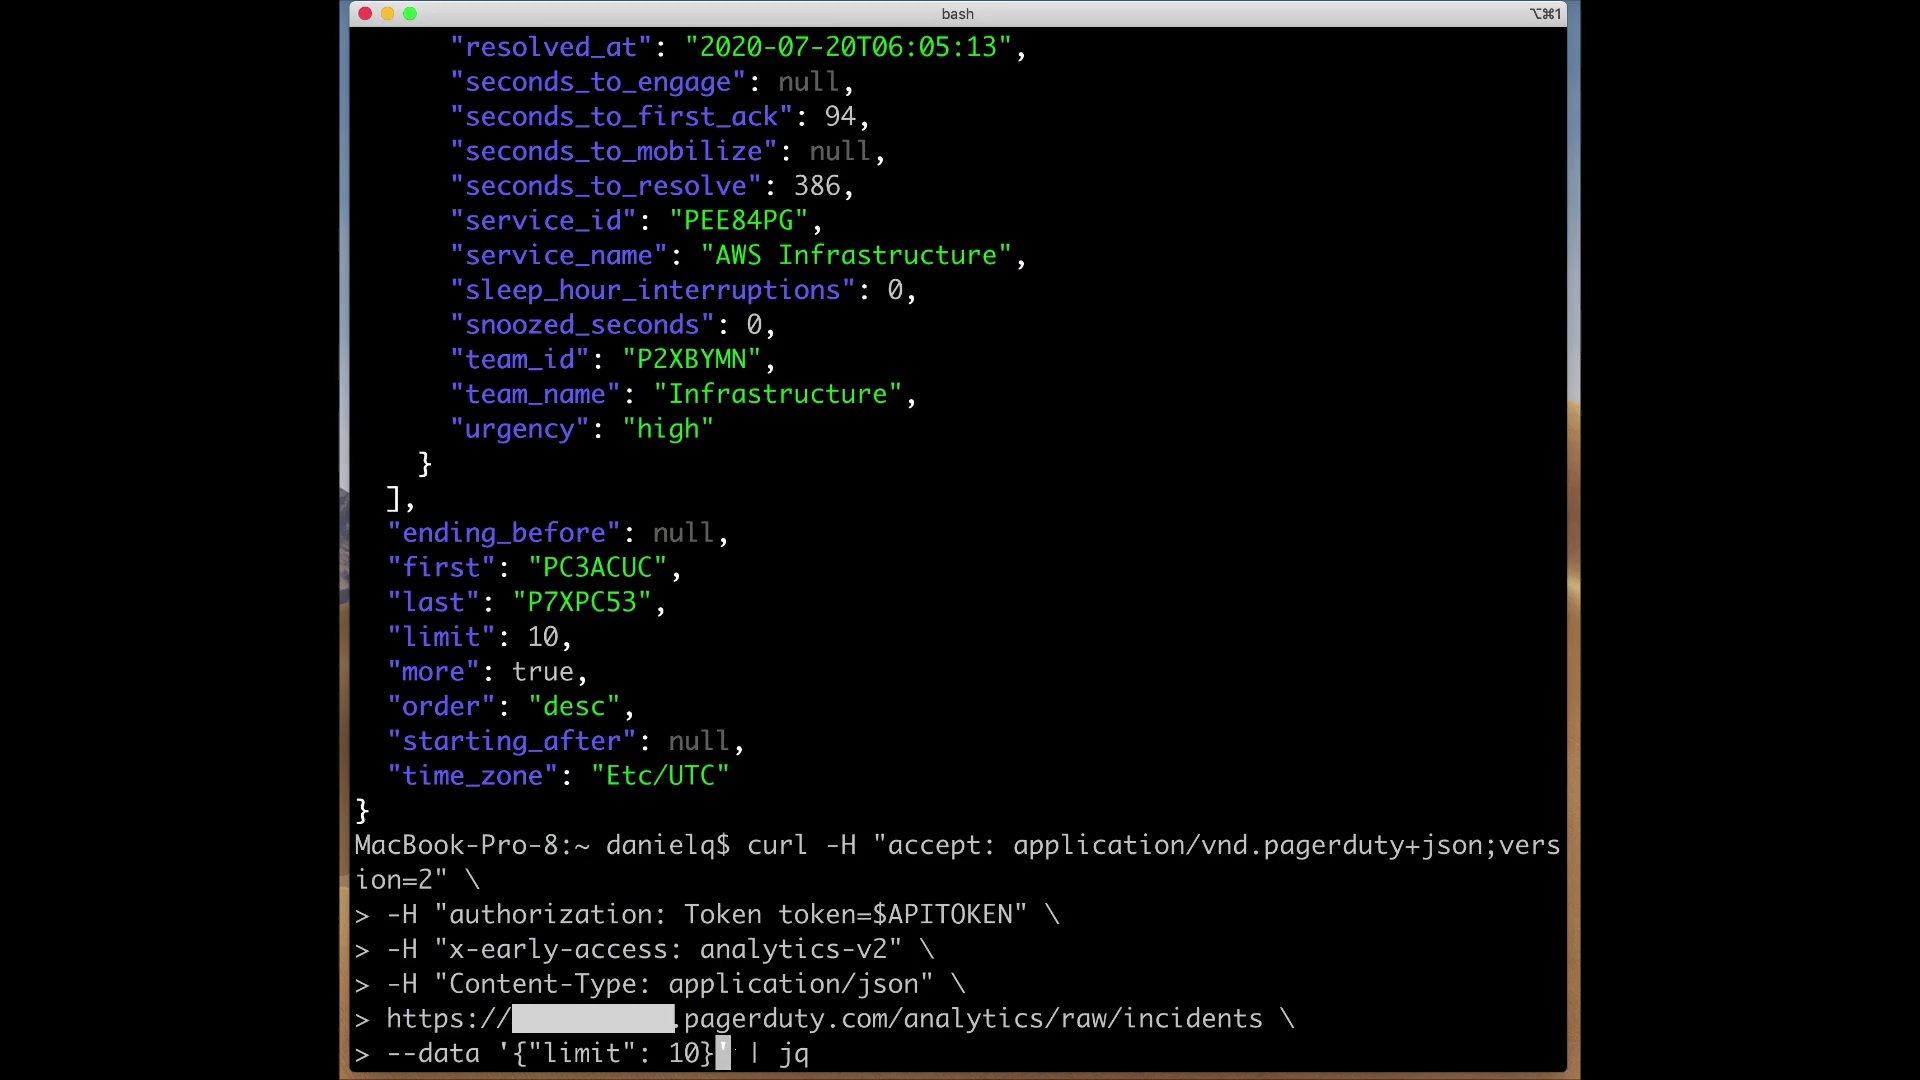 bash
⌥⌘1
"resolved_at": "2020-07-20T06:05:13",
"seconds_to_engage": null,
"seconds_to_first_ack": 94,
"seconds_to_mobilize": null,
"seconds_to_resolve": 386,
"service_id": "PEE84PG",
"service_name": "AWS Infrastructure",
"sleep_hour_interruptions": 0,
"snoozed_seconds": 0,
"team_id": "P2XBYMN",
"team_name": "Infrastructure",
"urgency": "high"
}
],
"ending_before": null,
"first": "PC3ACUC",
"last": "P7XPC53",
"limit": 10,
"more": true,
"order": "desc",
"starting_after": null,
"time_zone": "Etc/UTC"
}
MacBook-Pro-8:~ danielq$ curl -H "accept: application/vnd.pagerduty+json;vers
ion=2" \
> -H "authorization: Token token=$APITOKEN" \
> -H "x-early-access: analytics-v2" \
> -H "Content-Type: application/json" \
> https://.pagerduty.com/analytics/raw/incidents \
> --data '{"limit": 10}' | jq